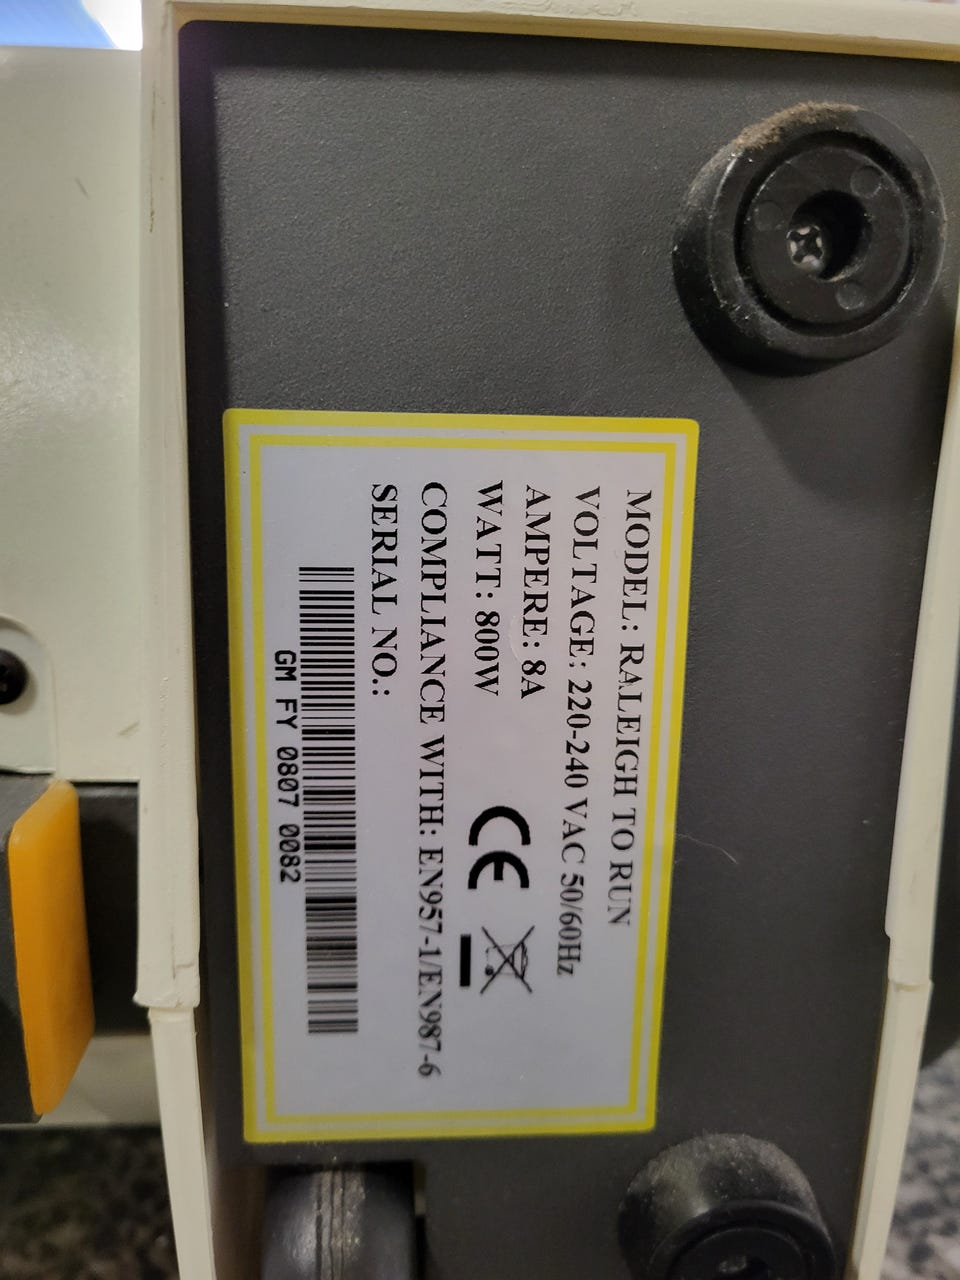 MODEL: RALEIGH TO RUN
VOLTAGE: 220-240 VAC 50/60Hz
AMPERE: 8A
WATT: 800W
CE
COMPLIANCE WITH: EN957-1/EN987-6
SERIAL NO.:
GM FY 0807 0082